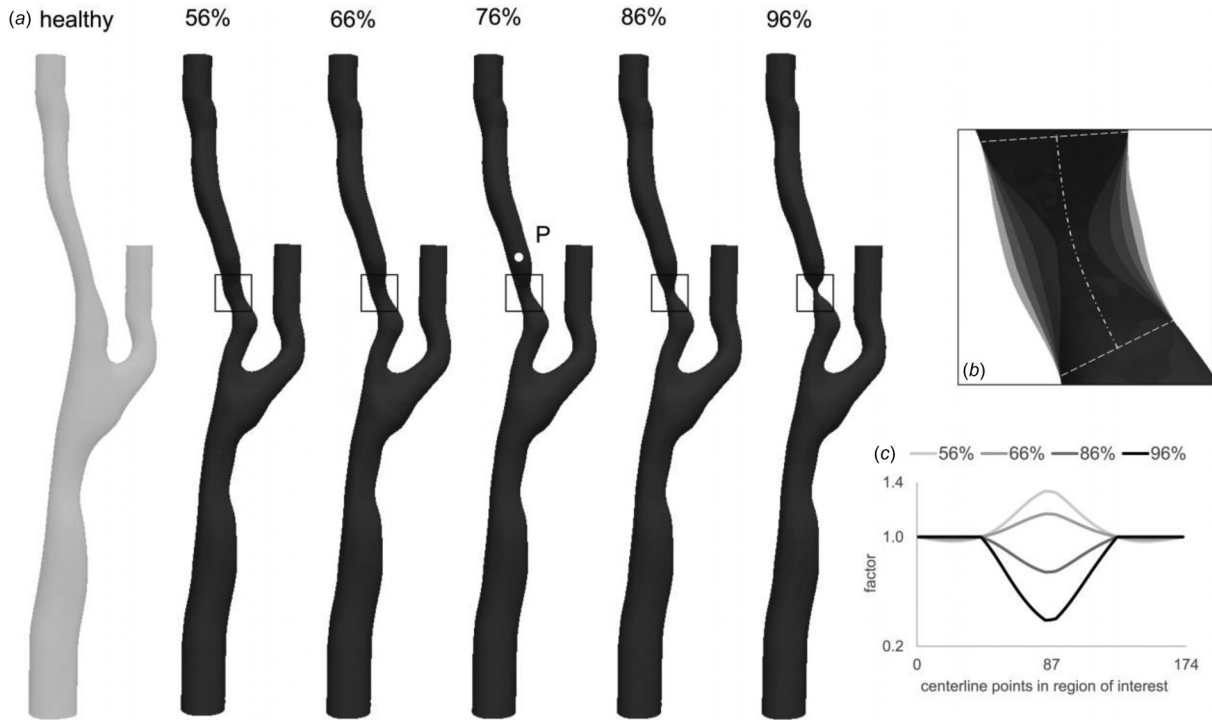 (a) healthy 56% 66% 76% 86% 96%
P
(b)
(c) 56% 66% 86% 96%
1.4
1.0
factor
0.2
0 87 174
centerline points in region of interest